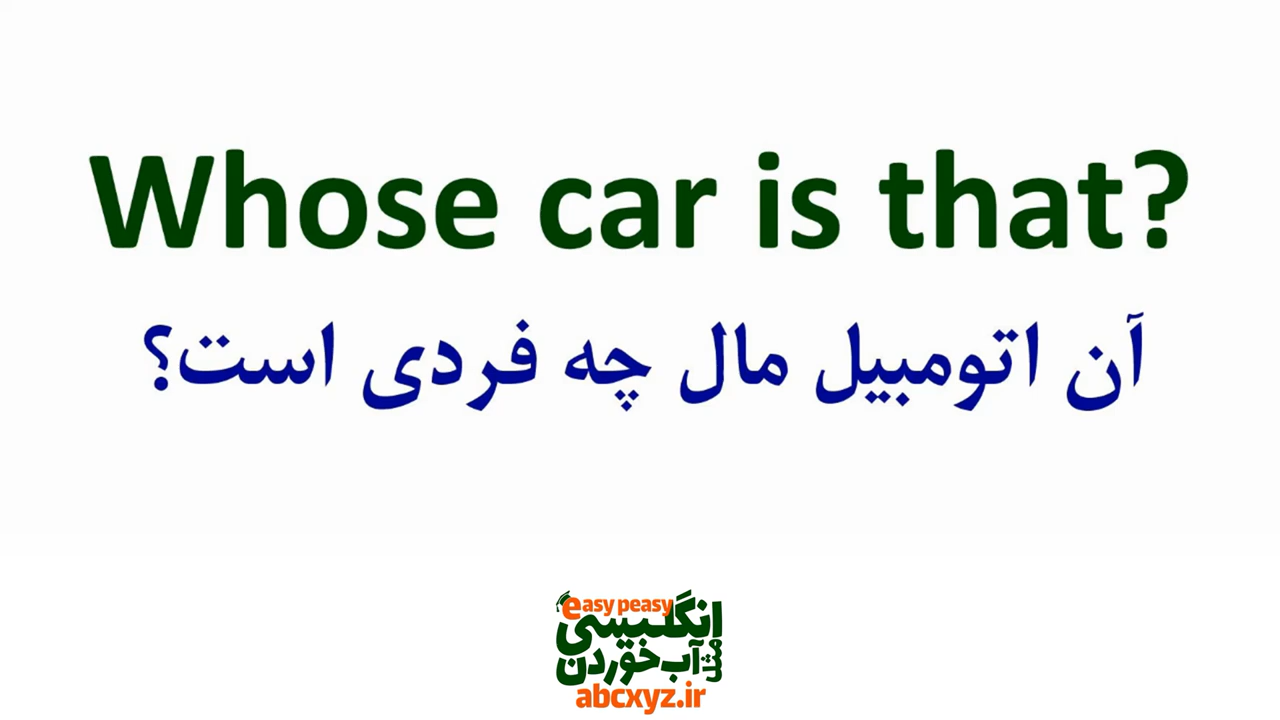 Whose car is that?
آن اتومبیل مال چه فردی است؟
easy peasy
انگلیسی
مثل آب خوردن
abcxyz.ir